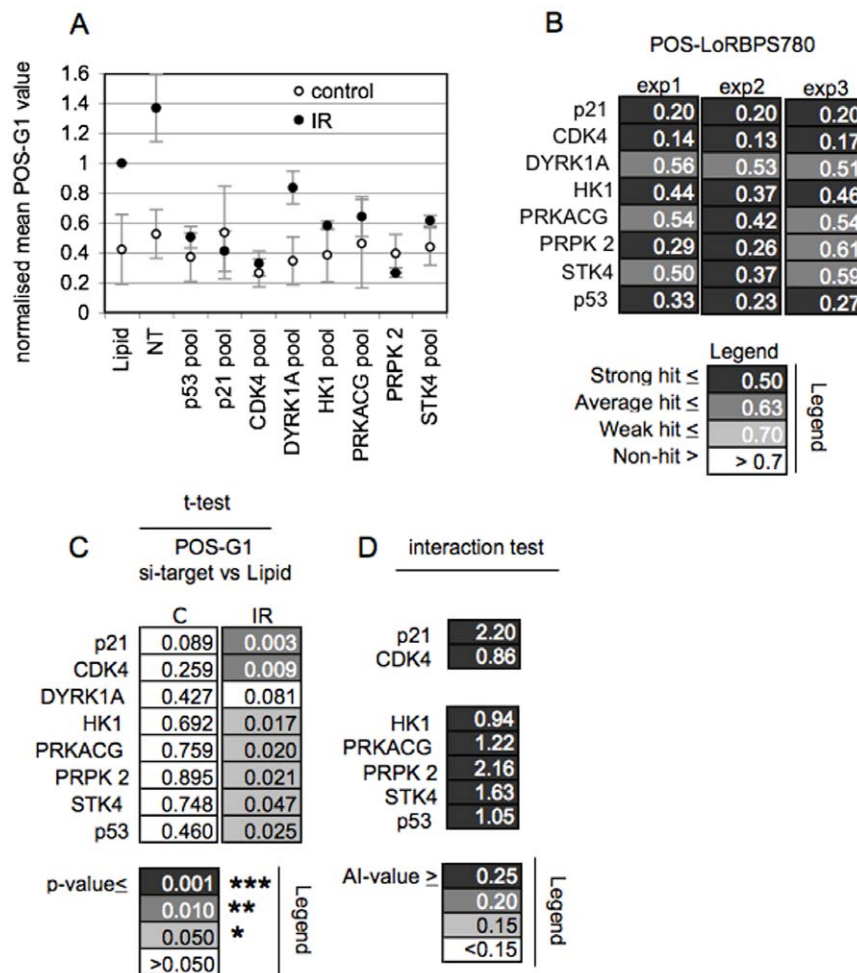 A
normalised mean POS-G1 value
1.6
1.4
1.2
1
0.8
0.6
0.4
0.2
0
control
IR
Lipid
NT
p53 pool
p21 pool
CDK4 pool
DYRK1A pool
HK1 pool
PRKACG pool
PRPK 2
STK4 pool
B
POS-LoRBPS780
exp1 exp2 exp3
p21 0.20 0.20 0.20
CDK4 0.14 0.13 0.17
DYRK1A 0.56 0.53 0.51
HK1 0.44 0.37 0.46
PRKACG 0.54 0.42 0.54
PRPK 2 0.29 0.26 0.61
STK4 0.50 0.37 0.59
p53 0.33 0.23 0.27
Legend
Strong hit ≤ 0.50
Average hit ≤ 0.63
Weak hit ≤ 0.70
Non-hit > > 0.7
Legend
t-test
C
POS-G1
si-target vs Lipid
C IR
p21 0.089 0.003
CDK4 0.259 0.009
DYRK1A 0.427 0.081
HK1 0.692 0.017
PRKACG 0.759 0.020
PRPK 2 0.895 0.021
STK4 0.748 0.047
p53 0.460 0.025
p-value≤ 0.001 ***
0.010 **
0.050 *
>0.050
Legend
D
interaction test
p21 2.20
CDK4 0.86
HK1 0.94
PRKACG 1.22
PRPK 2 2.16
STK4 1.63
p53 1.05
AI-value ≥ 0.25
0.20
0.15
<0.15
Legend